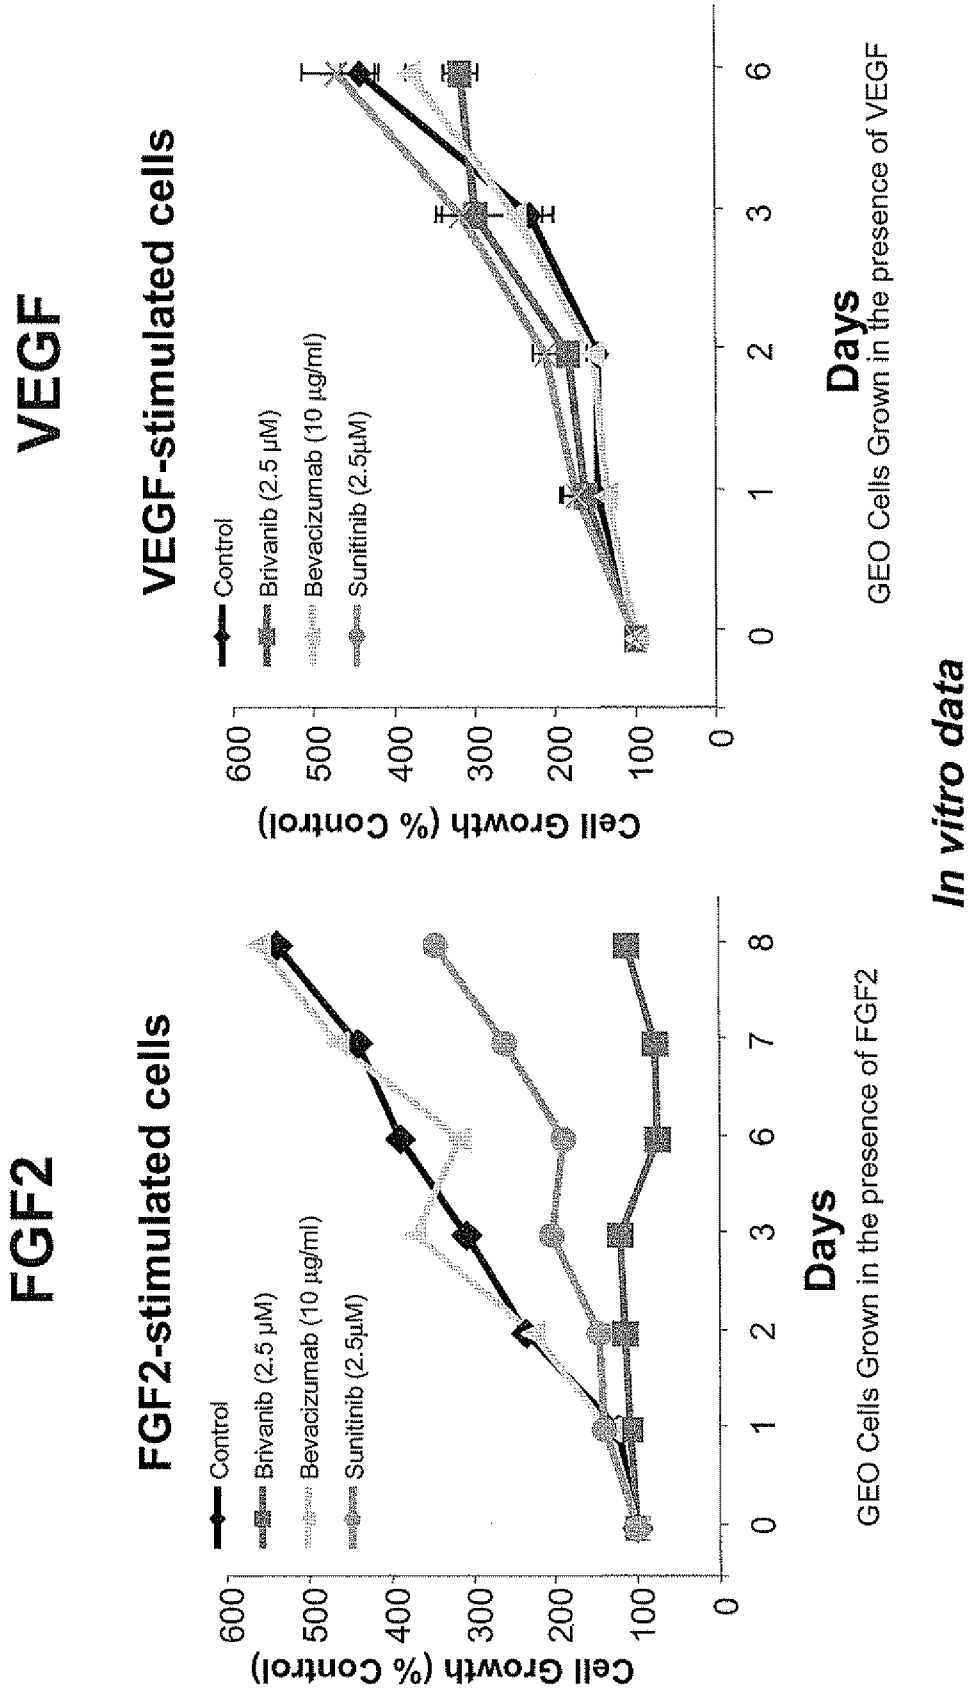 FGF2
FGF2-stimulated cells
Control
Brivanib (2.5 µM)
Bevacizumab (10 µg/ml)
Sunitinib (2.5µM)
Cell Growth (% Control)
600
500
400
300
200
100
0
0 1 2 3 6 7 8
Days
GEO Cells Grown in the presence of FGF2
VEGF
VEGF-stimulated cells
Control
Brivanib (2.5 µM)
Bevacizumab (10 µg/ml)
Sunitinib (2.5µM)
Cell Growth (% Control)
600
500
400
300
200
100
0
0 1 2 3 6
Days
GEO Cells Grown in the presence of VEGF
In vitro data